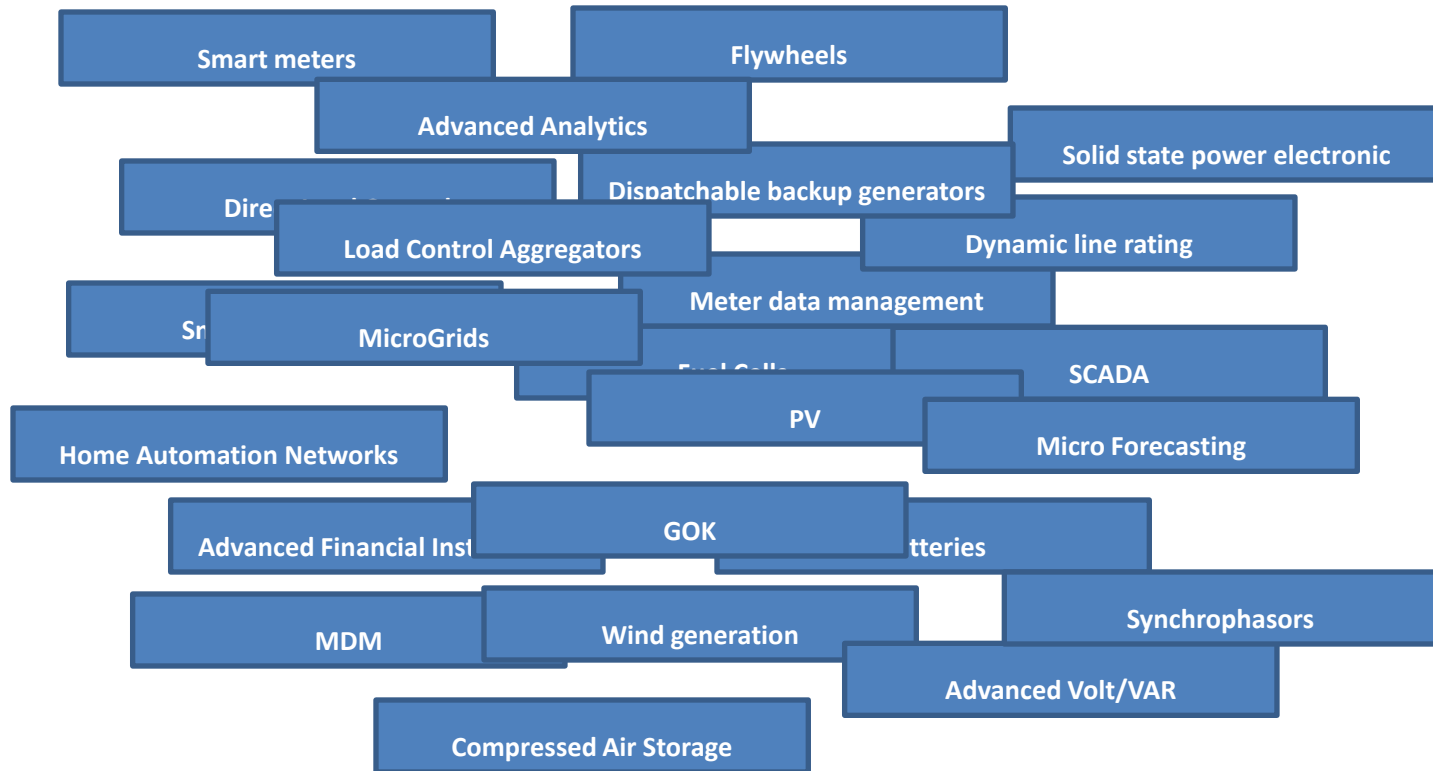 Smart meters
Flywheels
Advanced Analytics
Solid state power electronic
Dispatchable backup generators
Load Control Aggregators
Dynamic line rating
Meter data management
MicroGrids
SCADA
PV
Micro Forecasting
Home Automation Networks
Advanced Financial
GOK
MDM
Wind generation
Synchrophasors
Advanced Volt/VAR
Compressed Air Storage